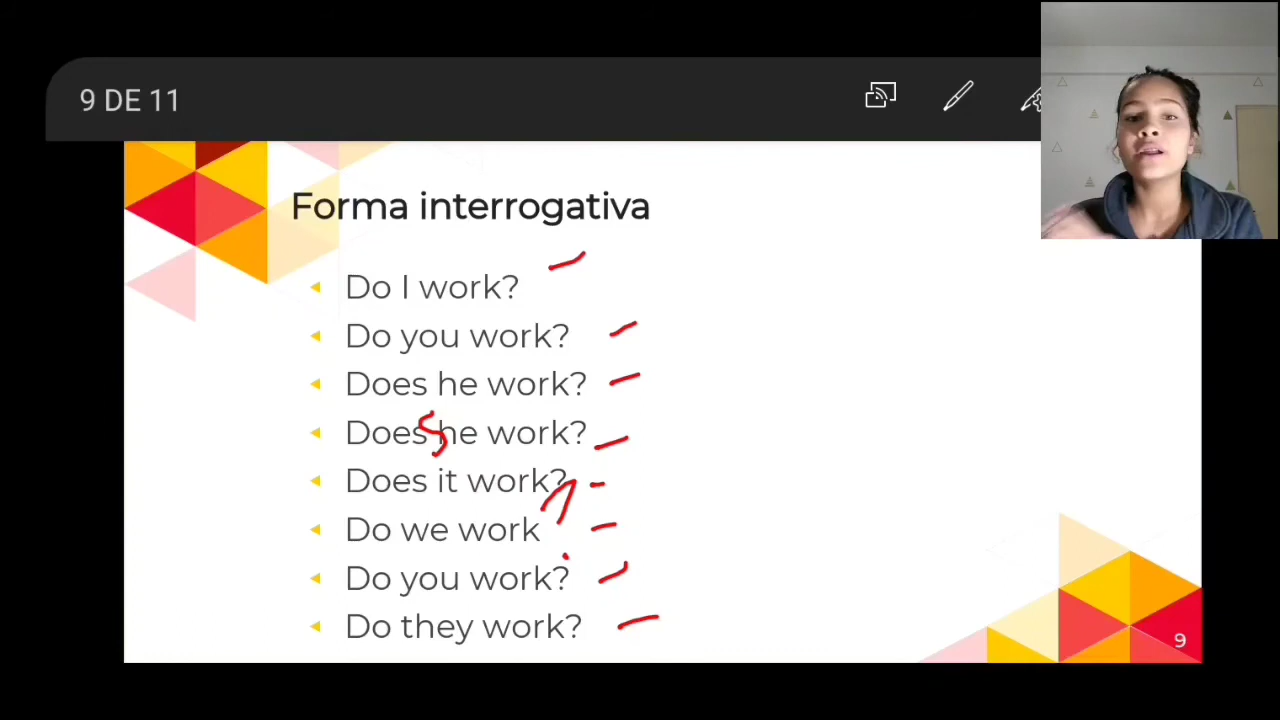 9 DE 11
Forma interrogativa
Do I work?
Do you work?
Does he work?
Does she work?
Does it work?
Do we work?
Do you work?
Do they work?
9